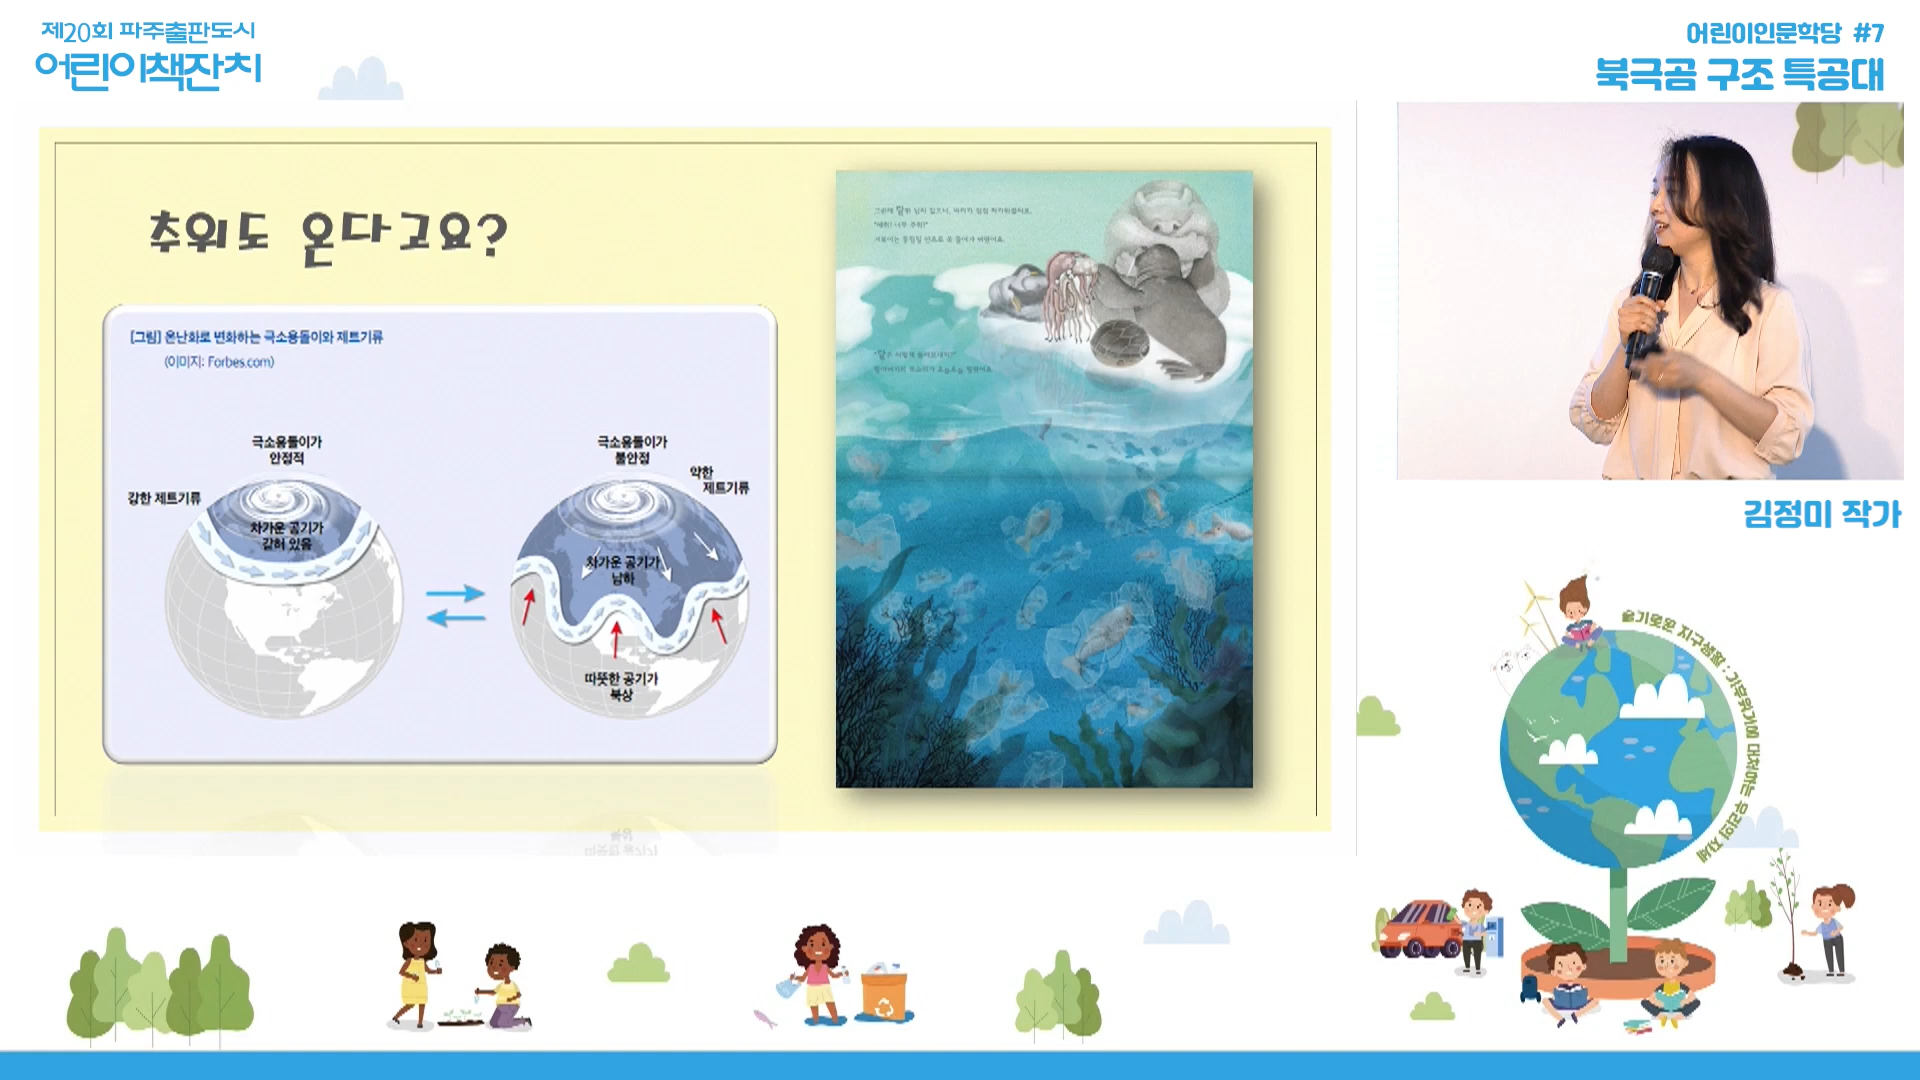 제20회 파주출판도시
어린이책잔치
어린이인문학당 #7
북극곰 구조 특공대
추위도 온다고요?
[그림] 온난화로 변화하는 극소용돌이와 제트기류
(이미지: Forbes.com)
극소용돌이가
안정적
강한 제트기류
차가운 공기가
갇혀 있음
극소용돌이가
불안정
약한
제트기류
차가운 공기가
남하
따뜻한 공기가
북상
"에취! 너무 추워!"
김정미 작가
슬기로운 지구생활 : 기후위기에 대처하는 우리의 자세